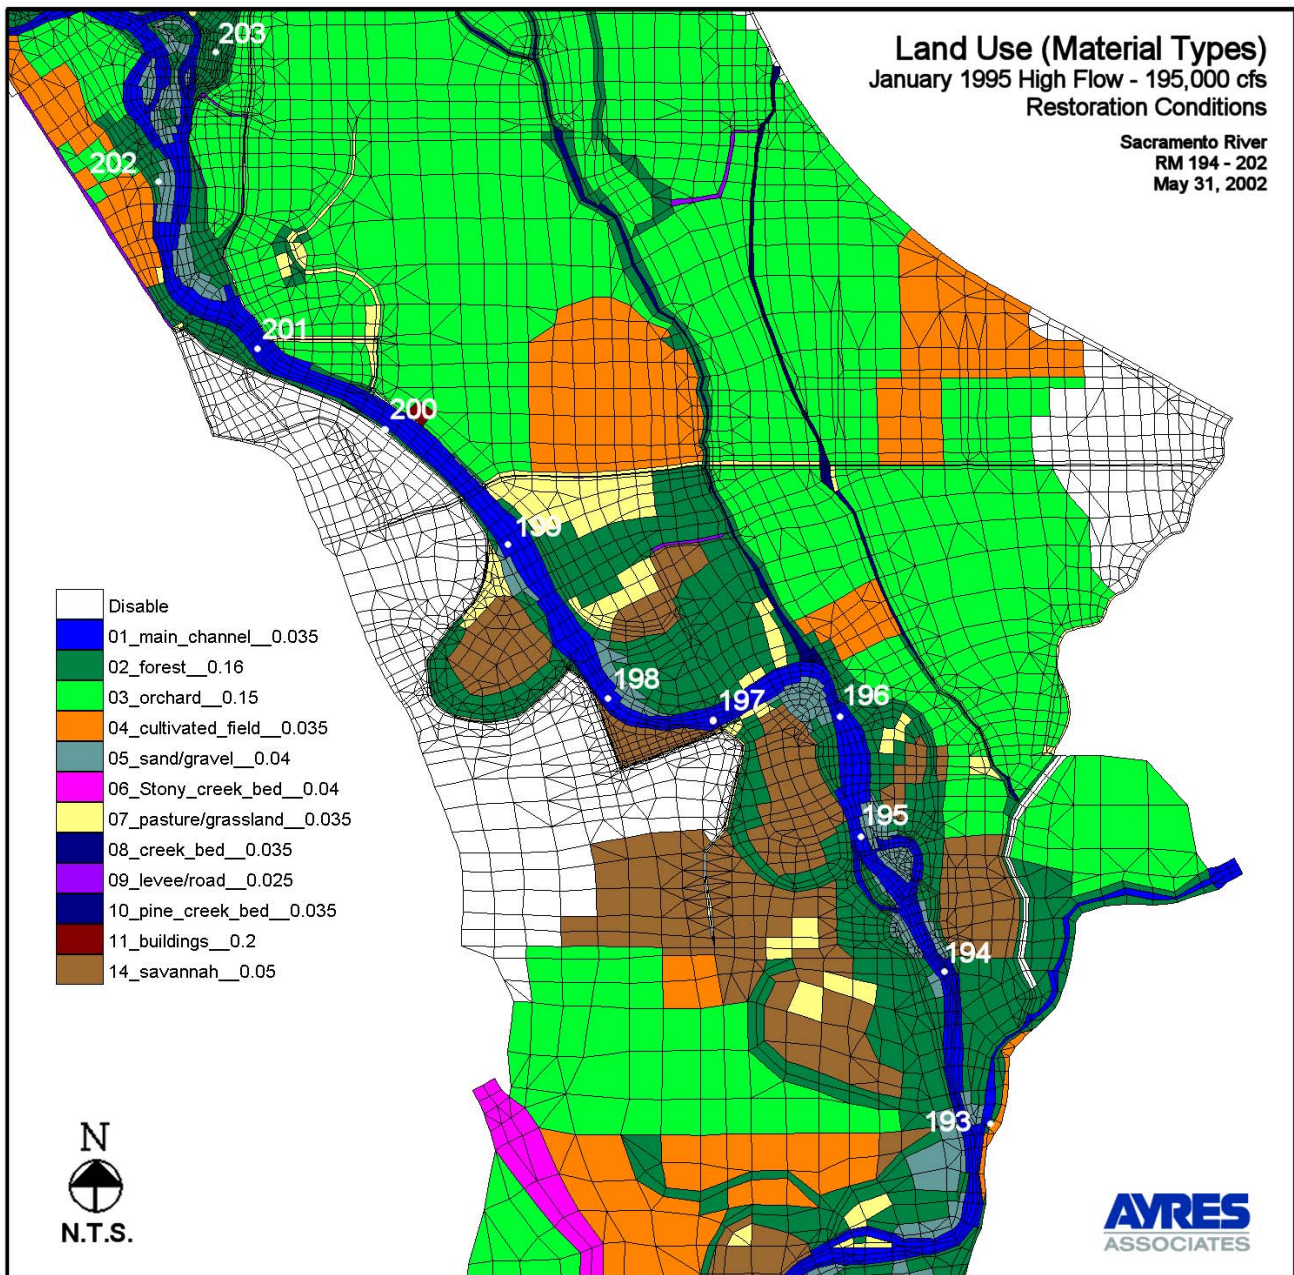 Land Use (Material Types)
January 1995 High Flow - 195,000 cfs
Restoration Conditions
Sacramento River
RM 194 - 202
May 31, 2002
203
202
201
200
199
198
197
196
195
194
193
Disable
01_main_channel__0.035
02_forest__0.16
03_orchard__0.15
04_cultivated_field__0.035
05_sand/gravel__0.04
06_Stony_creek_bed__0.04
07_pasture/grassland__0.035
08_creek_bed__0.035
09_levee/road__0.025
10_pine_creek_bed__0.035
11_buildings__0.2
14_savannah__0.05
N
N.T.S.
AYRES
ASSOCIATES